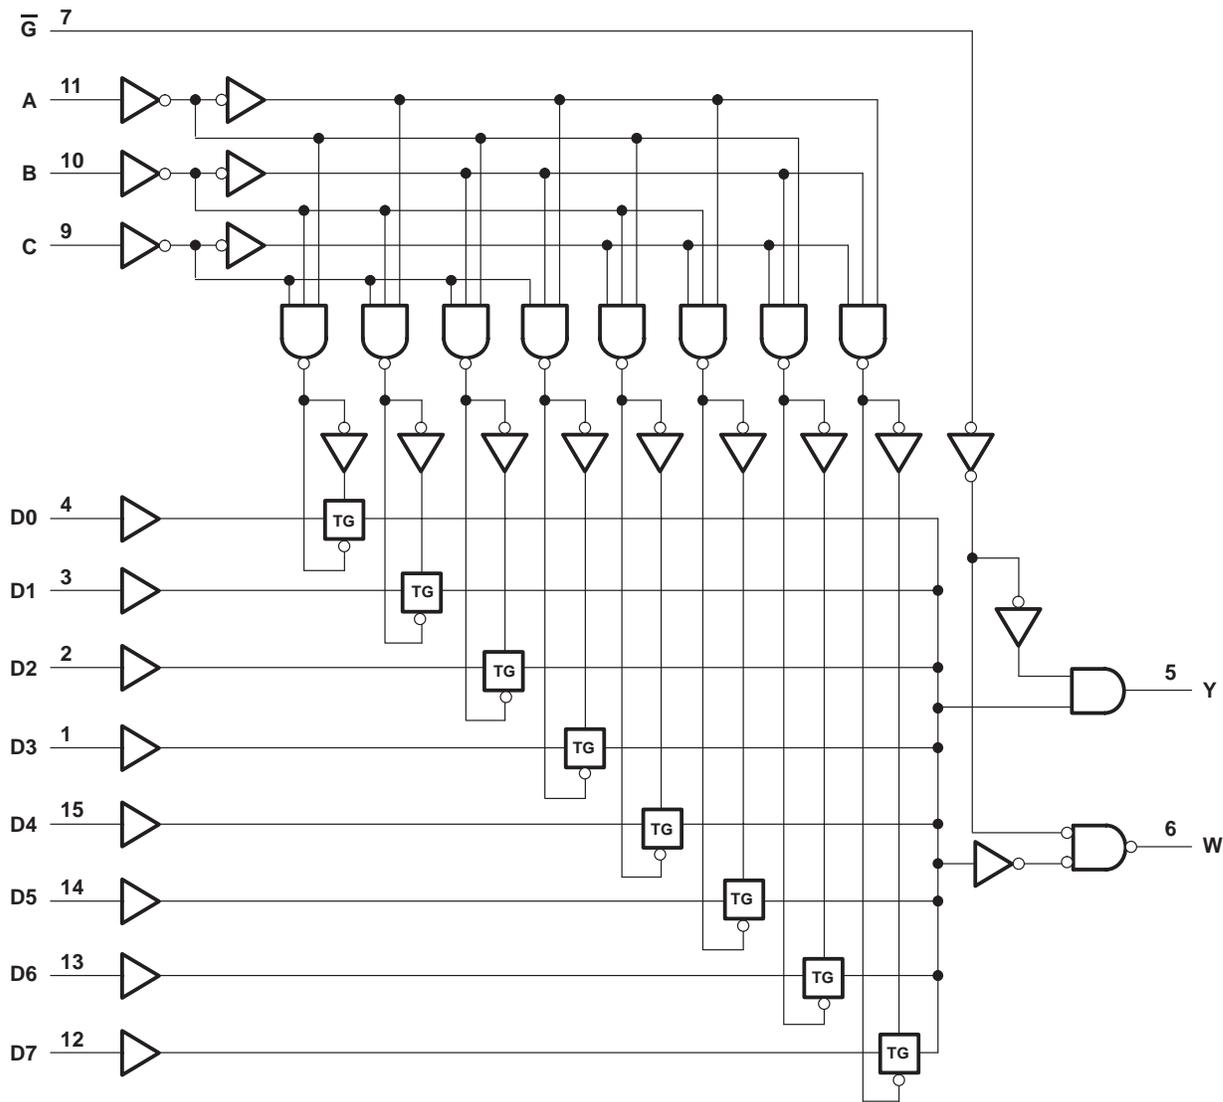 G̅ 7
A 11
B 10
C 9
D0 4 TG
D1 3 TG
D2 2 TG
5 Y
D3 1 TG
D4 15 TG
6 W
D5 14 TG
D6 13 TG
D7 12 TG